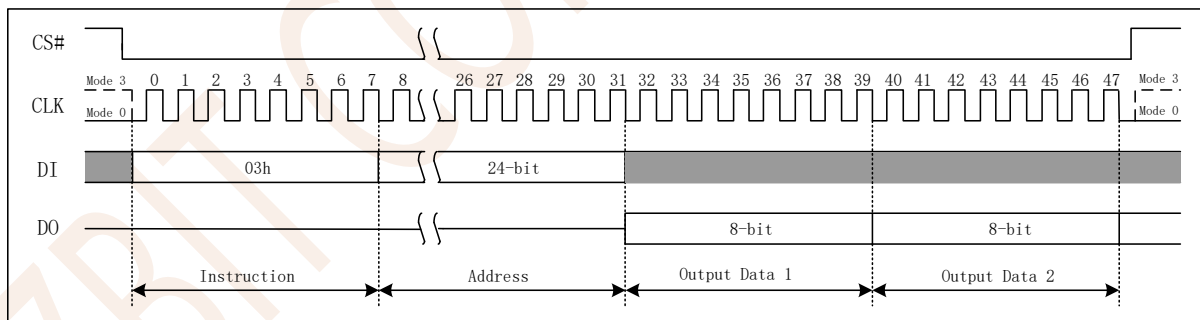 CS#
Mode 3 0 1 2 3 4 5 6 7 8 26 27 28 29 30 31 32 33 34 35 36 37 38 39 40 41 42 43 44 45 46 47 Mode 3
CLK
Mode 0 Mode 0
DI 03h 24-bit
DO 8-bit 8-bit
Instruction Address Output Data 1 Output Data 2